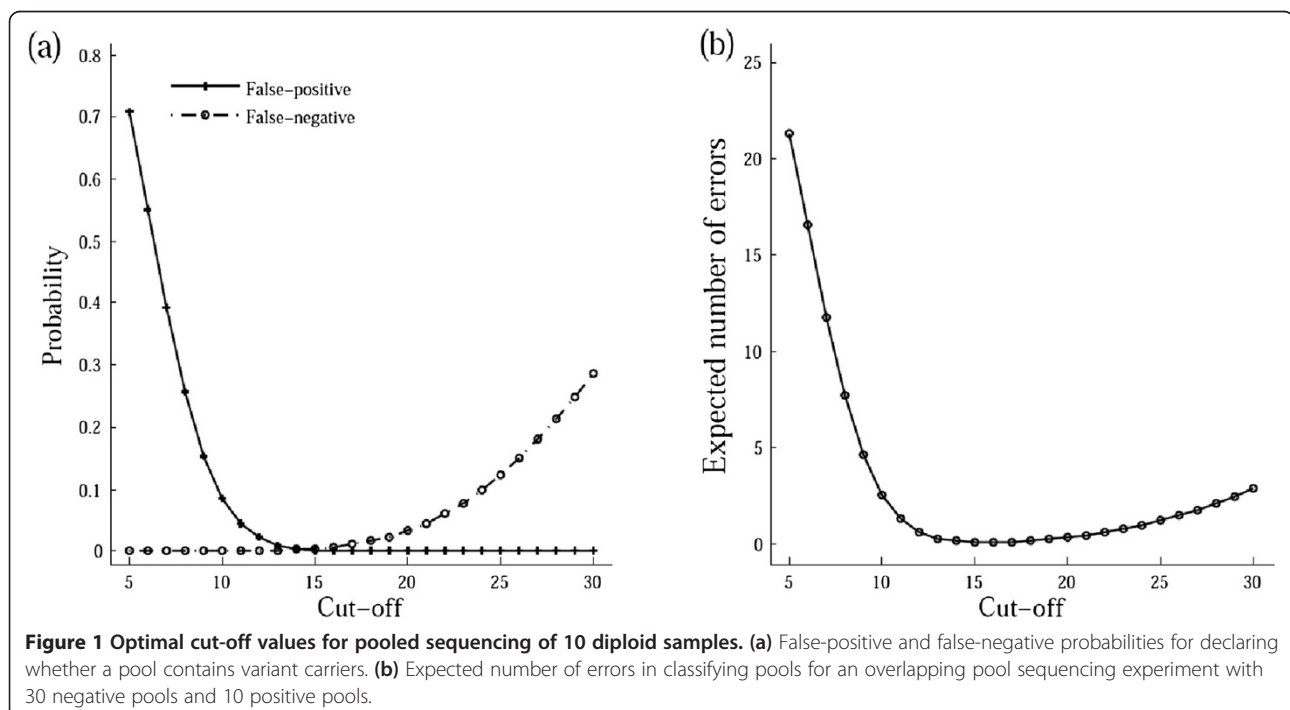 (a)
0.8
0.7
0.6
0.5
0.4
0.3
0.2
0.1
0
Probability
False-positive
False-negative
5 10 15 20 25 30
Cut-off
(b)
25
20
15
10
5
0
Expected number of errors
5 10 15 20 25 30
Cut-off
Figure 1 Optimal cut-off values for pooled sequencing of 10 diploid samples. (a) False-positive and false-negative probabilities for declaring
whether a pool contains variant carriers. (b) Expected number of errors in classifying pools for an overlapping pool sequencing experiment with
30 negative pools and 10 positive pools.